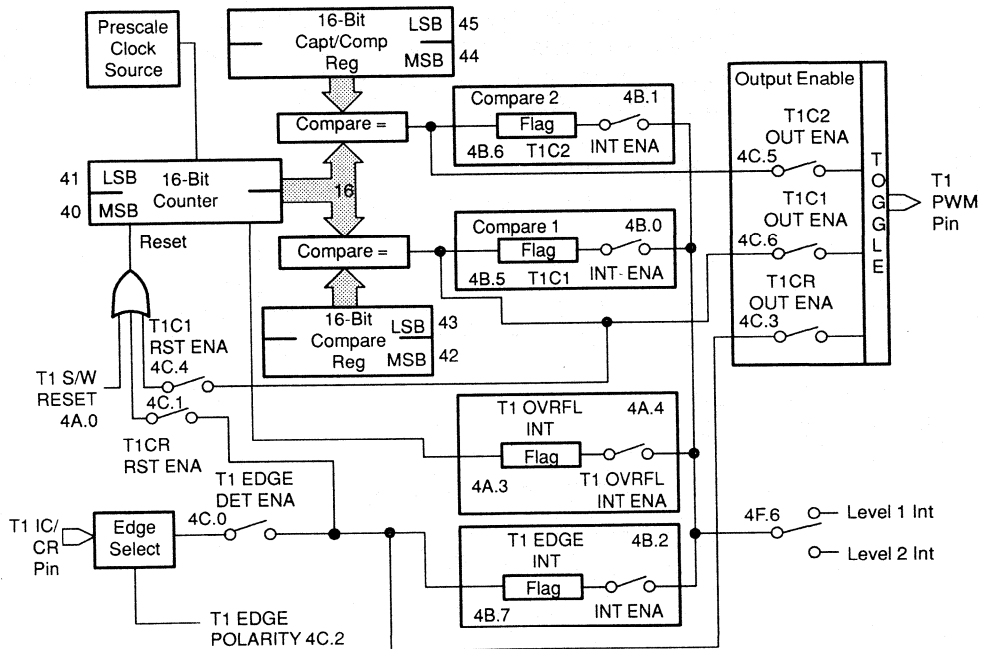 Prescale
Clock
Source
16-Bit
Capt/Comp
Reg
LSB
MSB
45
44
Compare =
Compare 2
4B.1
Flag
4B.6
T1C2
INT ENA
Output Enable
T1C2
OUT ENA
4C.5
T1C1
OUT ENA
4C.6
T1CR
OUT ENA
4C.3
TOGGLE
T1
PWM
Pin
41
40
LSB
MSB
16-Bit
Counter
16
Reset
Compare =
Compare 1
4B.0
Flag
4B.5
T1C1
INT- ENA
16-Bit
Compare
Reg
LSB
MSB
43
42
T1C1
RST ENA
4C.4
T1 S/W
RESET
4A.0
4C.1
T1CR
RST ENA
T1 OVRFL
INT
4A.4
Flag
4A.3
T1 OVRFL
INT ENA
T1 EDGE
DET ENA
4C.0
T1 IC/
CR
Pin
Edge
Select
T1 EDGE
INT
4B.2
Flag
4B.7
INT ENA
4F.6
Level 1 Int
Level 2 Int
T1 EDGE
POLARITY 4C.2